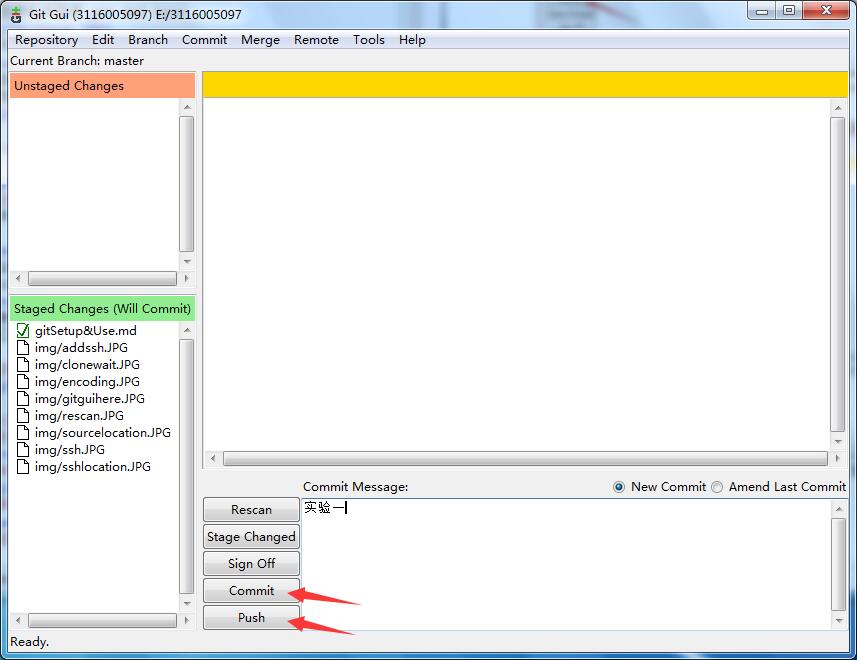 Git Gui (3116005097) E:/3116005097
Repository Edit Branch Commit Merge Remote Tools Help
Current Branch: master
Unstaged Changes
Staged Changes (Will Commit)
gitSetup&Use.md
img/addssh.JPG
img/clonewait.JPG
img/encoding.JPG
img/gitguihere.JPG
img/rescan.JPG
img/sourcelocation.JPG
img/ssh.JPG
img/sshlocation.JPG
Commit Message:
New Commit
Amend Last Commit
Rescan
Stage Changed
Sign Off
Commit
Push
实验一
Ready.